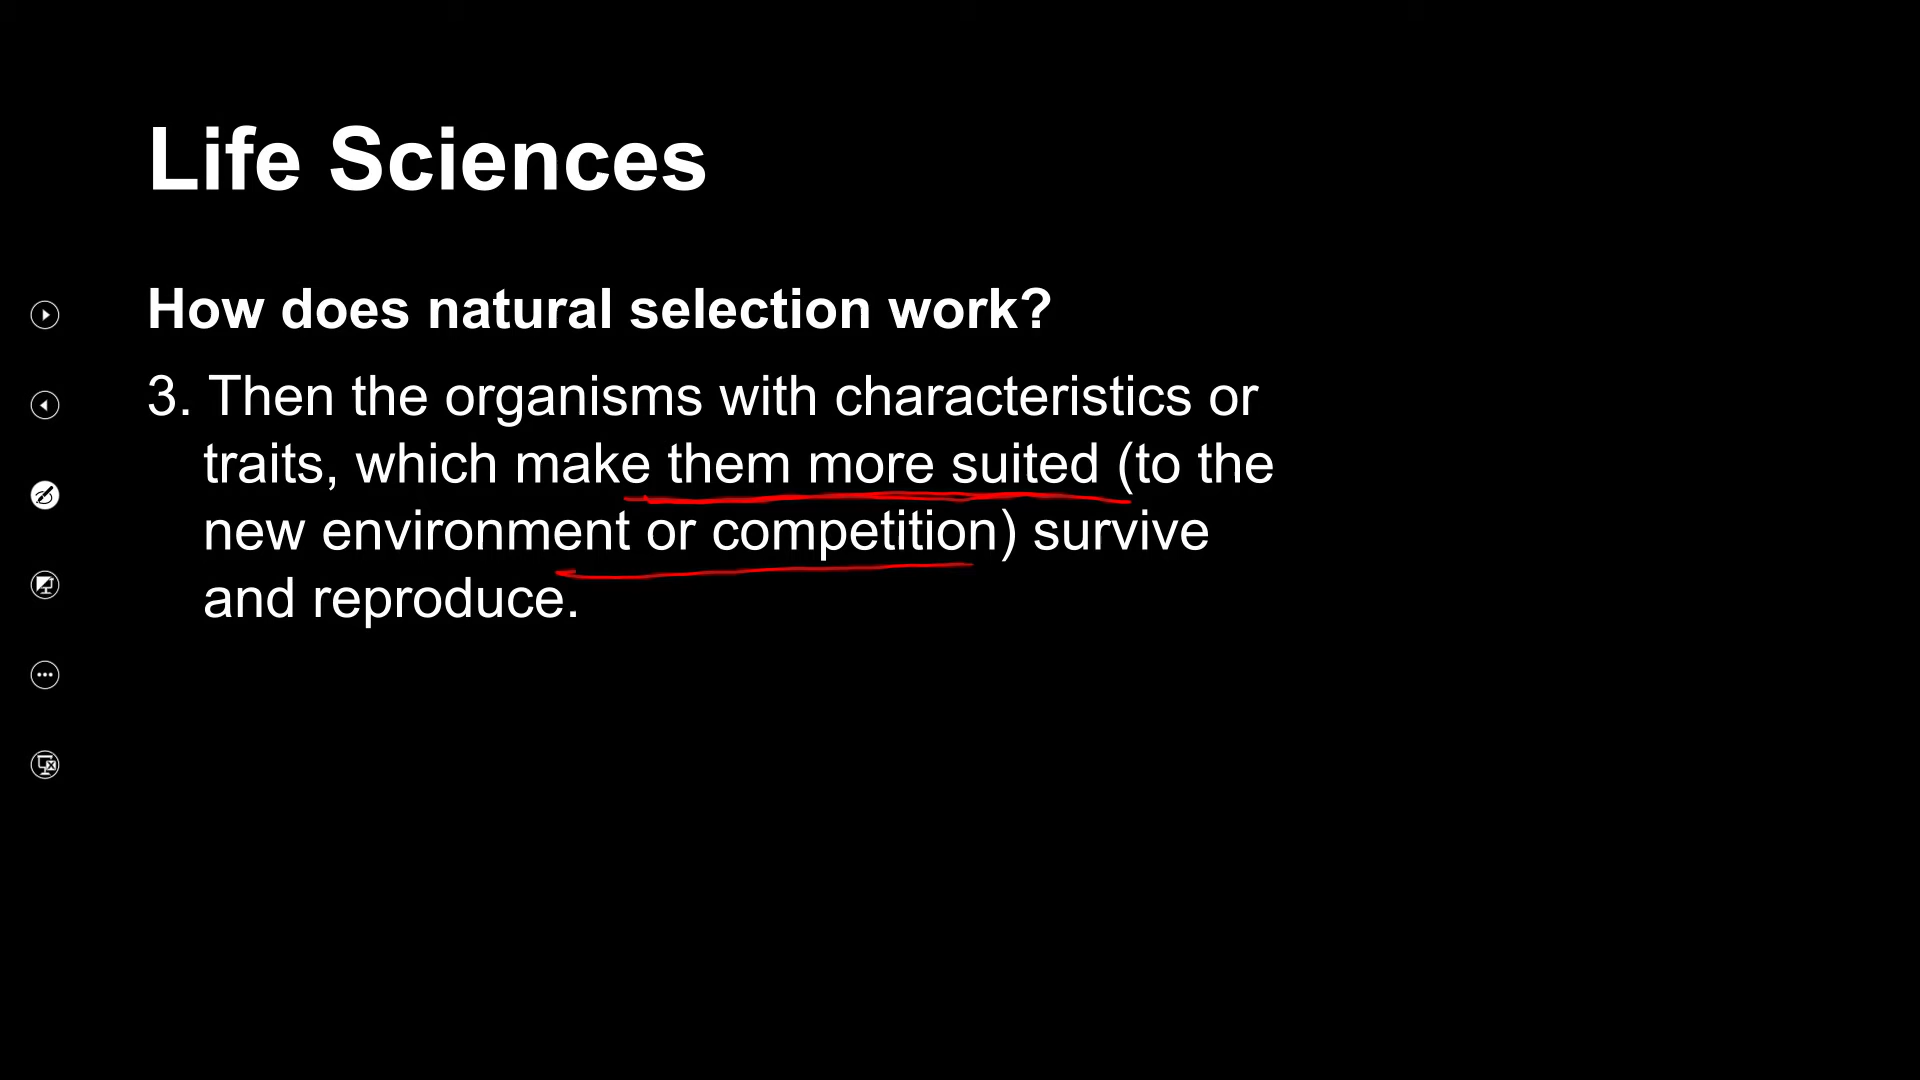 Life Sciences
How does natural selection work?
3. Then the organisms with characteristics or
traits, which make them more suited (to the
new environment or competition) survive
and reproduce.